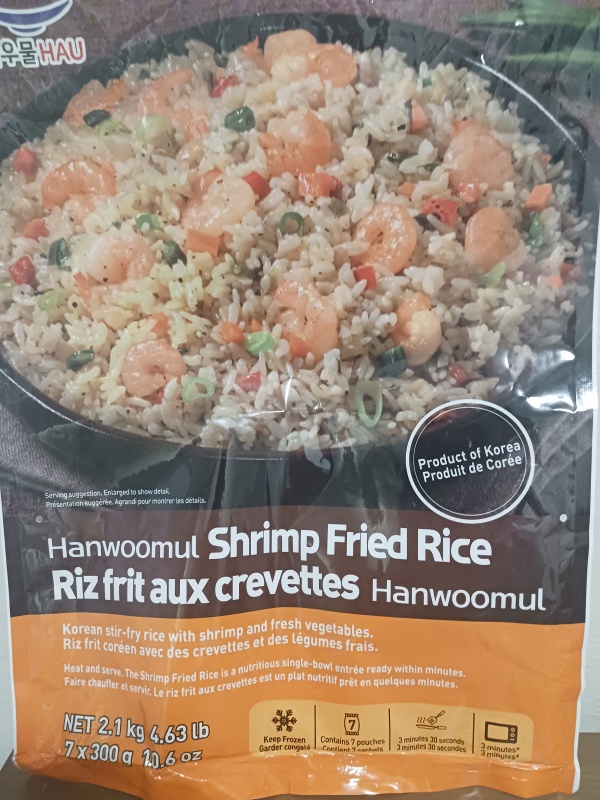 우물 HAU
Product of Korea
Produit de Corée
Serving suggestion. Enlarged to show detail.
Présentation suggérée. Agrandi pour montrer les détails.
Hanwoomul Shrimp Fried Rice
Riz frit aux crevettes Hanwoomul
Korean stir-fry rice with shrimp and fresh vegetables.
Riz frit coréen avec des crevettes et des légumes frais.
Heat and serve. The Shrimp Fried Rice is a nutritious single-bowl entrée ready within minutes.
Faire chauffer et servir. Le riz frit aux crevettes est un plat nutritif prêt en quelques minutes.
NET 2.1 kg 4.63 lb
7 x 300 g 10.6 oz
Keep Frozen
Garder congelé
7
Contains 7 pouches
Contient 7 sachets
3 minutes 30 seconds
3 minutes 30 secondes
3 minutes*
3 minutes*